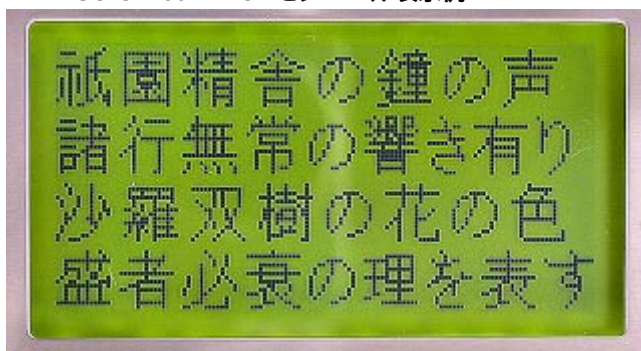 祇園精舎の鐘の声
諸行無常の響き有り
沙羅双樹の花の色
盛者必衰の理を表す